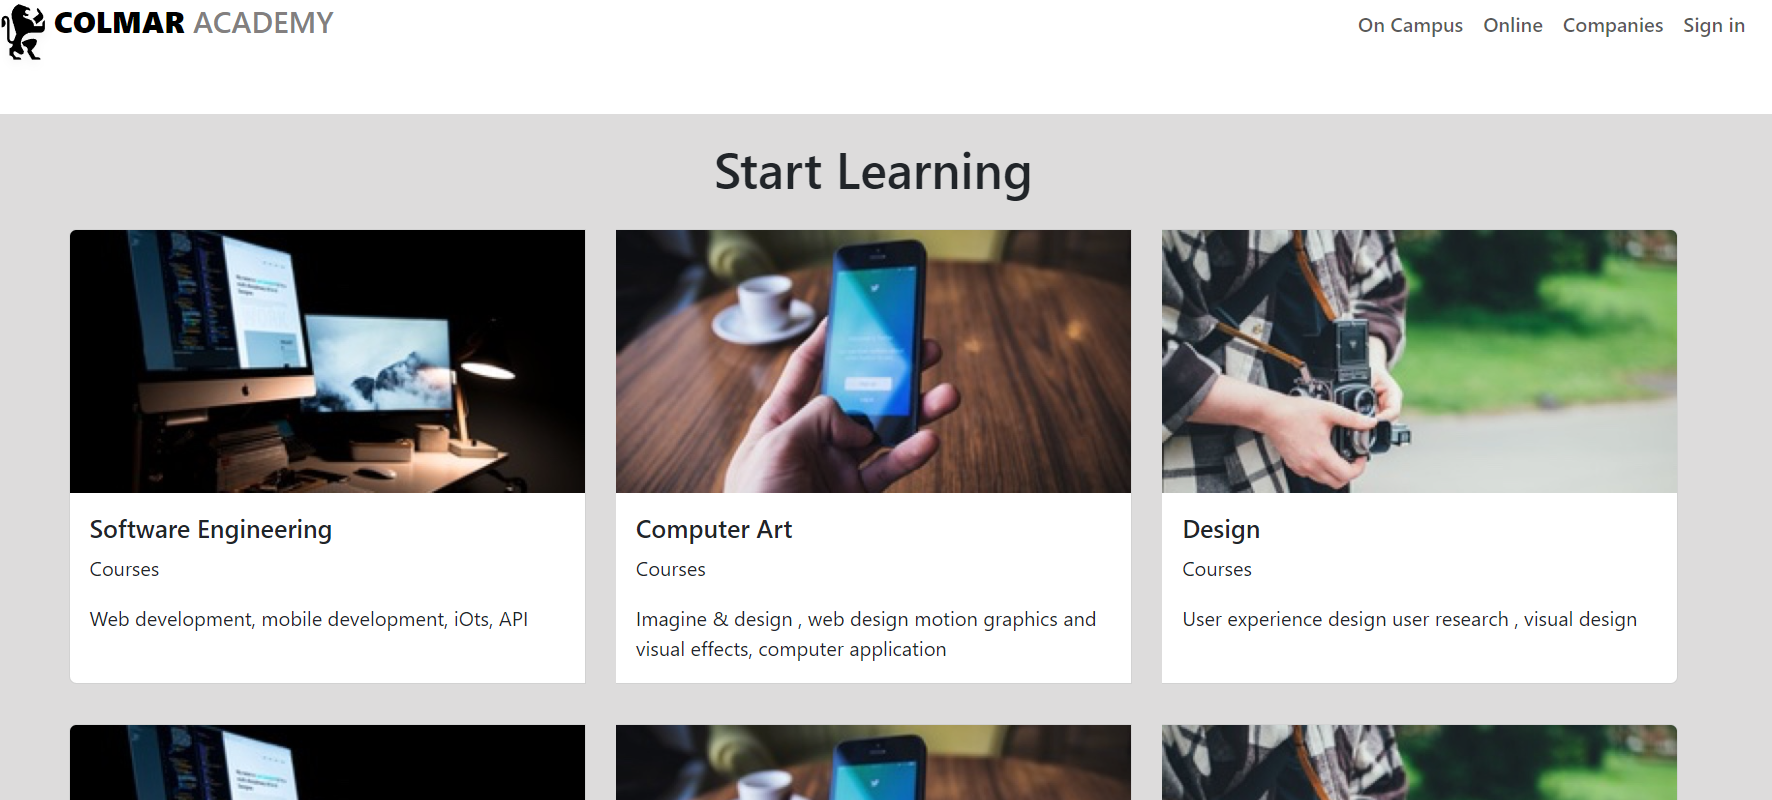 COLMAR ACADEMY
On Campus Online Companies Sign in
Start Learning
Software Engineering
Courses
Web development, mobile development, iOts, API
Computer Art
Courses
Imagine & design , web design motion graphics and
visual effects, computer application
Design
Courses
User experience design user research , visual design